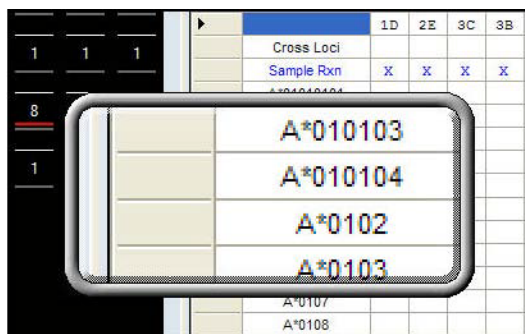 1D 2E 3C 3B
1 1 1 Cross Loci
Sample Rxn X X X X
8
A*010103
1 A*010104
A*0102
A*0103
A*0107
A*0108